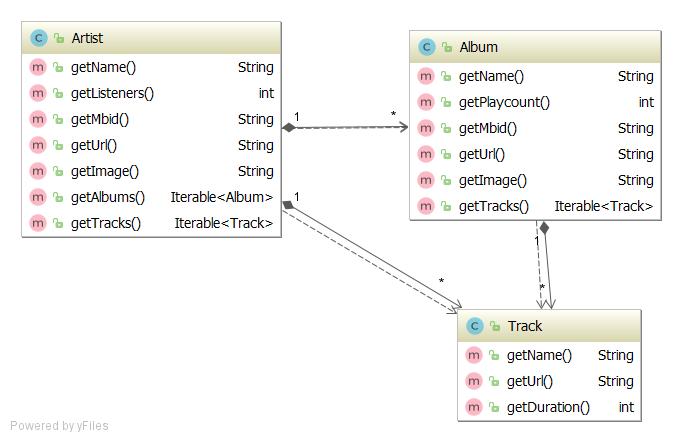 C Artist
m getName() String
m getListeners() int
m getMbid() String
m getUrl() String
m getImage() String
m getAlbums() Iterable<Album>
m getTracks() Iterable<Track>
1 *
1 *
C Album
m getName() String
m getPlaycount() int
m getMbid() String
m getUrl() String
m getImage() String
m getTracks() Iterable<Track>
1
*
C Track
m getName() String
m getUrl() String
m getDuration() int
Powered by yFiles